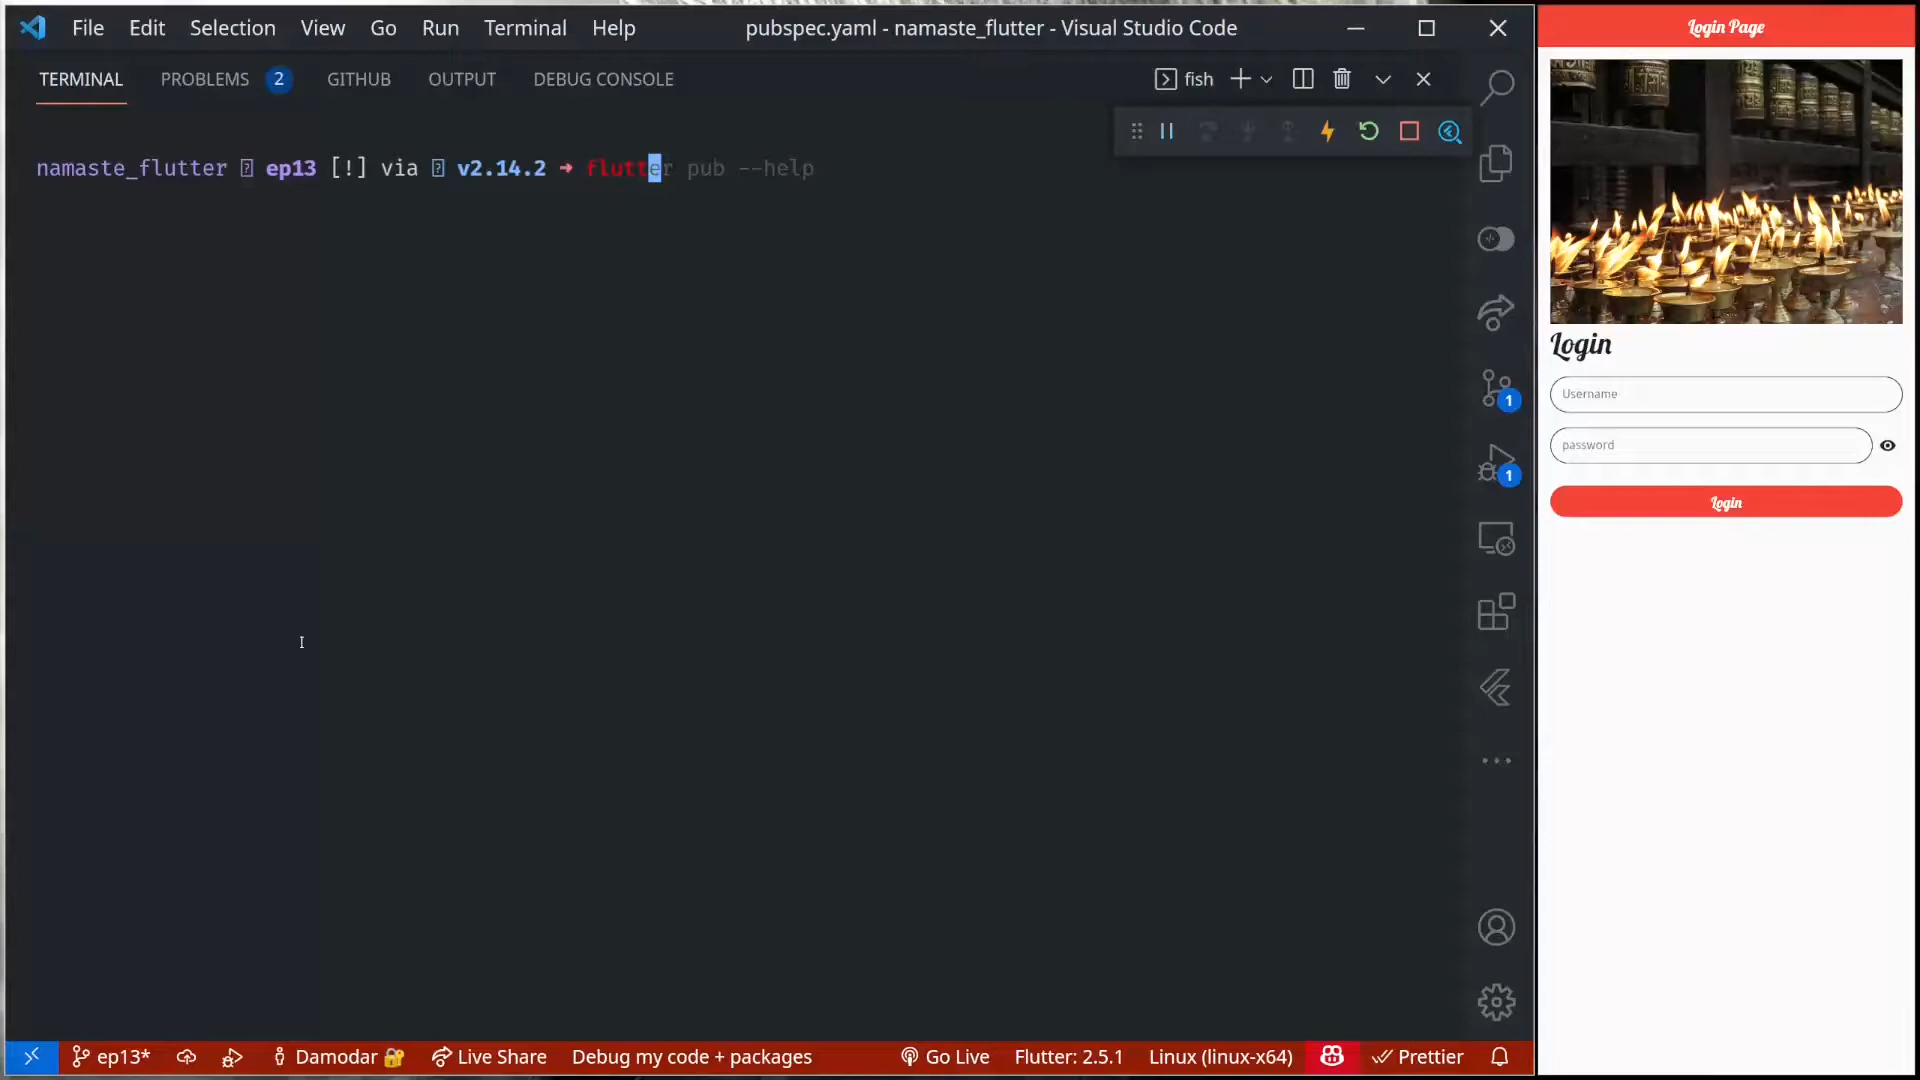 File Edit Selection View Go Run Terminal Help
pubspec.yaml - namaste_flutter - Visual Studio Code
TERMINAL PROBLEMS 2 GITHUB OUTPUT DEBUG CONSOLE
fish
namaste_flutter ep13 [!] via v2.14.2 ➜ flutter pub --help
1
1
ep13* Damodar 🔐 Live Share Debug my code + packages Go Live Flutter: 2.5.1 Linux (linux-x64) Prettier
Login Page
Login
Username
password
Login